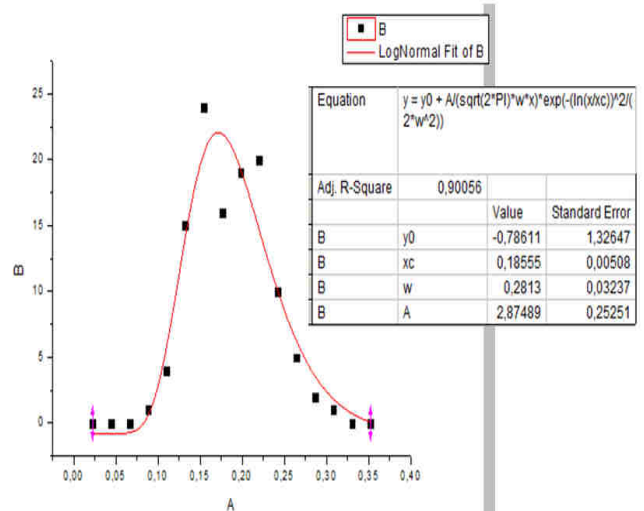 B
LogNormal Fit of B
Equation y = y0 + A/(sqrt(2*PI)*w*x)*exp(-(ln(x/xc))^2/(
2*w^2))
Adj. R-Square 0,90056
Value Standard Error
B y0 -0,78611 1,32647
B xc 0,18555 0,00508
B w 0,2813 0,03237
B A 2,87489 0,25251
25
20
15
10
5
0
B
0,00 0,05 0,10 0,15 0,20 0,25 0,30 0,35 0,40
A